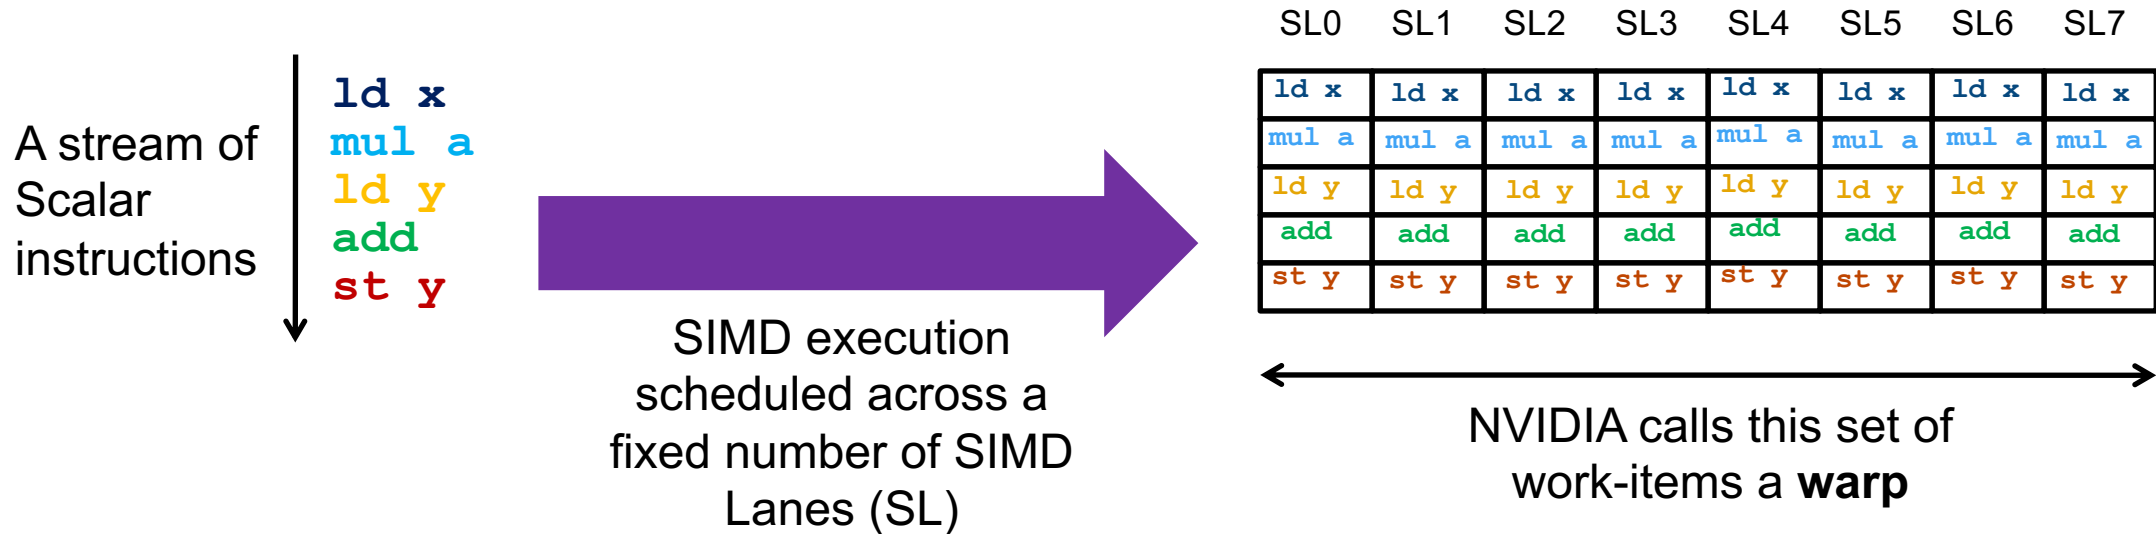 A stream of
Scalar
instructions
ld x
mul a
ld y
add
st y
SIMD execution
scheduled across a
fixed number of SIMD
Lanes (SL)
SL0 SL1 SL2 SL3 SL4 SL5 SL6 SL7
ld x ld x ld x ld x ld x ld x ld x ld x
mul a mul a mul a mul a mul a mul a mul a mul a
ld y ld y ld y ld y ld y ld y ld y ld y
add add add add add add add add
st y st y st y st y st y st y st y st y
NVIDIA calls this set of
work-items a warp